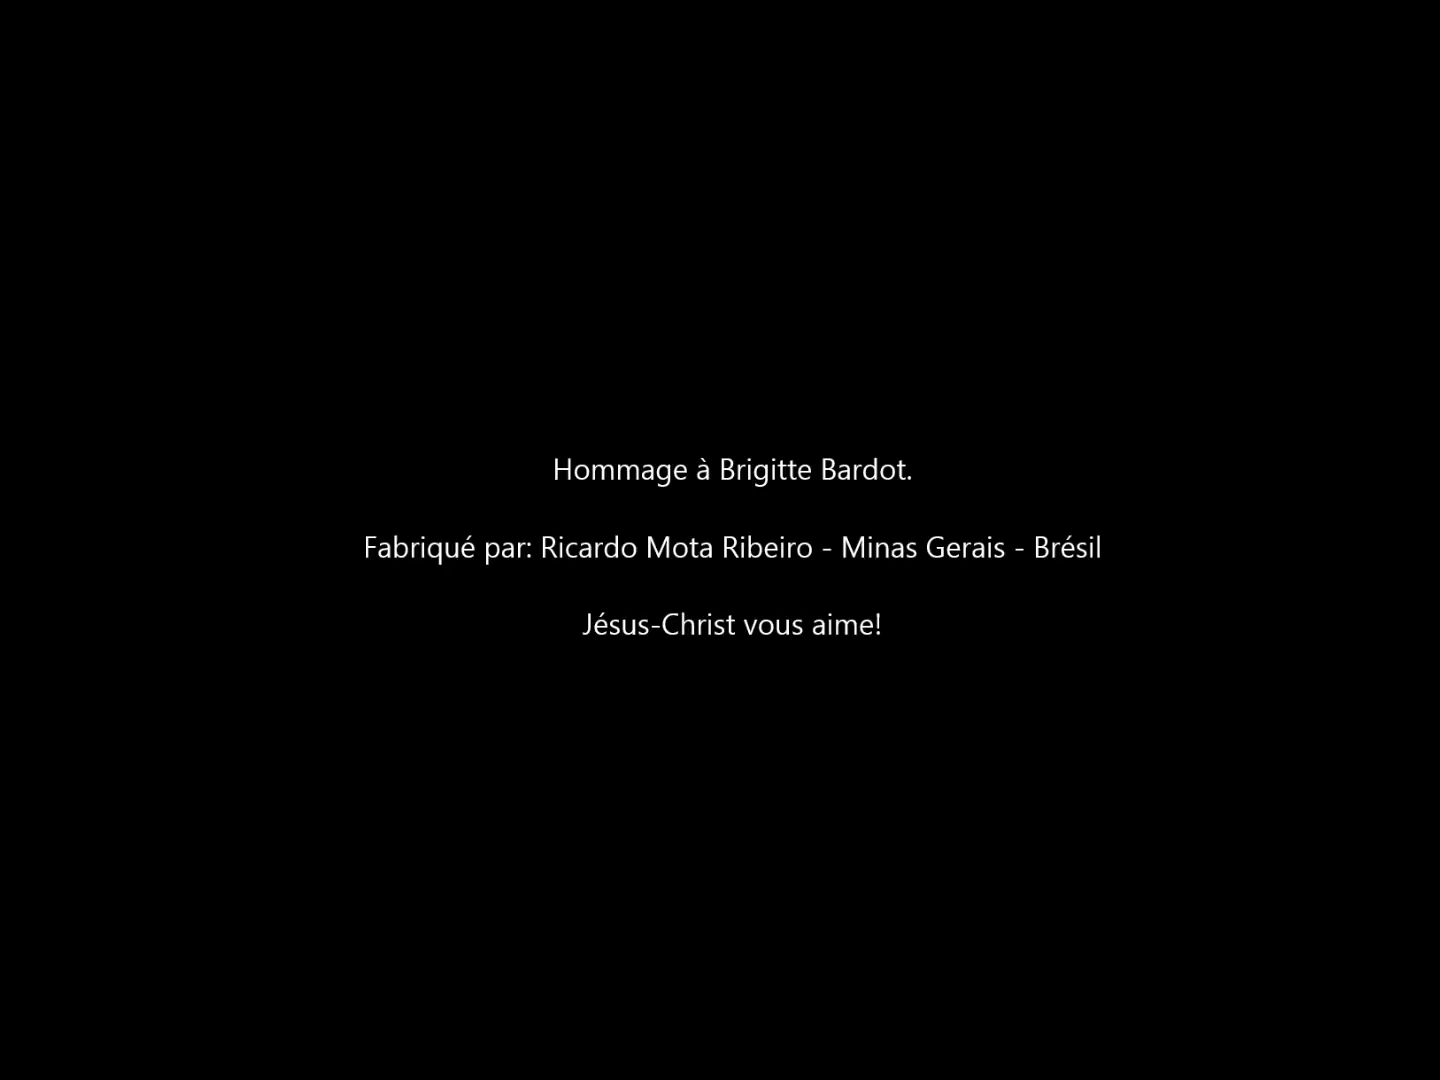 Hommage à Brigitte Bardot.
Fabriqué par: Ricardo Mota Ribeiro - Minas Gerais - Brésil
Jésus-Christ vous aime!